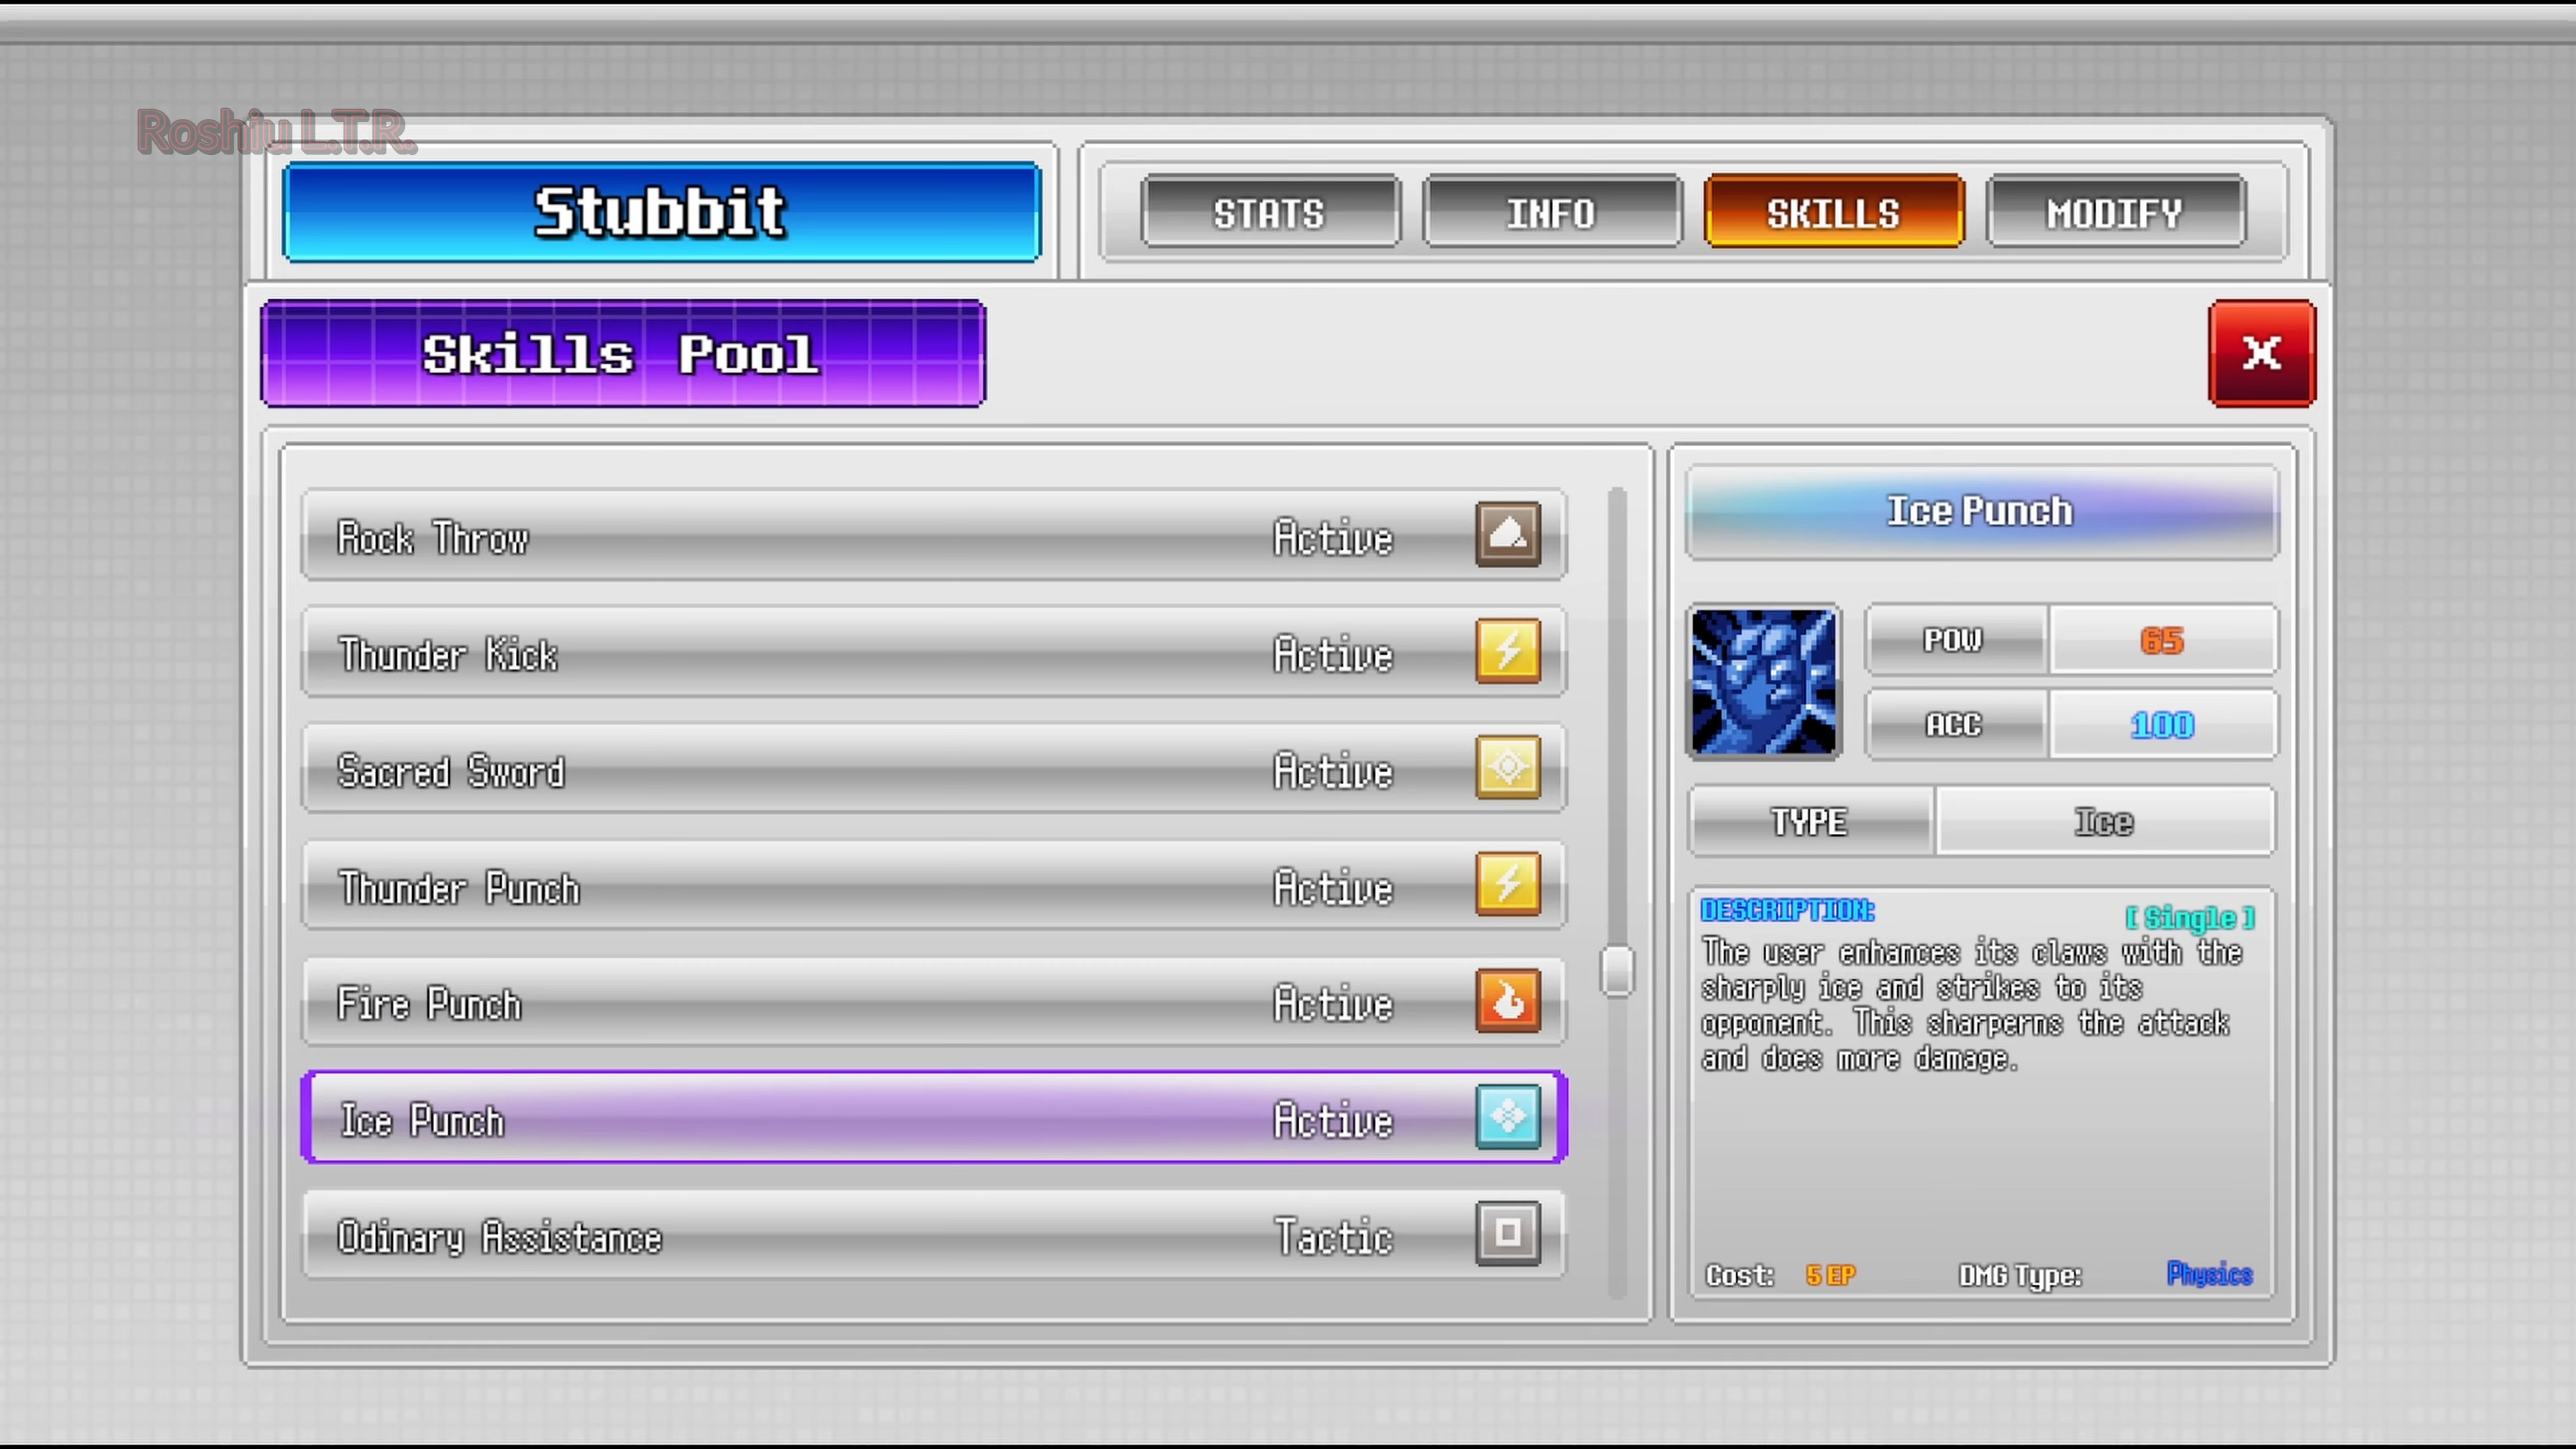 Roshiu L.T.R.
Stubbit
STATS
INFO
SKILLS
MODIFY
Skills Pool
X
Rock Throw Active
Thunder Kick Active
Sacred Sword Active
Thunder Punch Active
Fire Punch Active
Ice Punch Active
Odinary Assistance Tactic
Ice Punch
POW 65
ACC 100
TYPE Ice
DESCRIPTION: [Single]
The user enhances its claws with the
sharply ice and strikes to its
opponent. This sharperns the attack
and does more damage.
Cost: 5 EP DMG Type: Physics